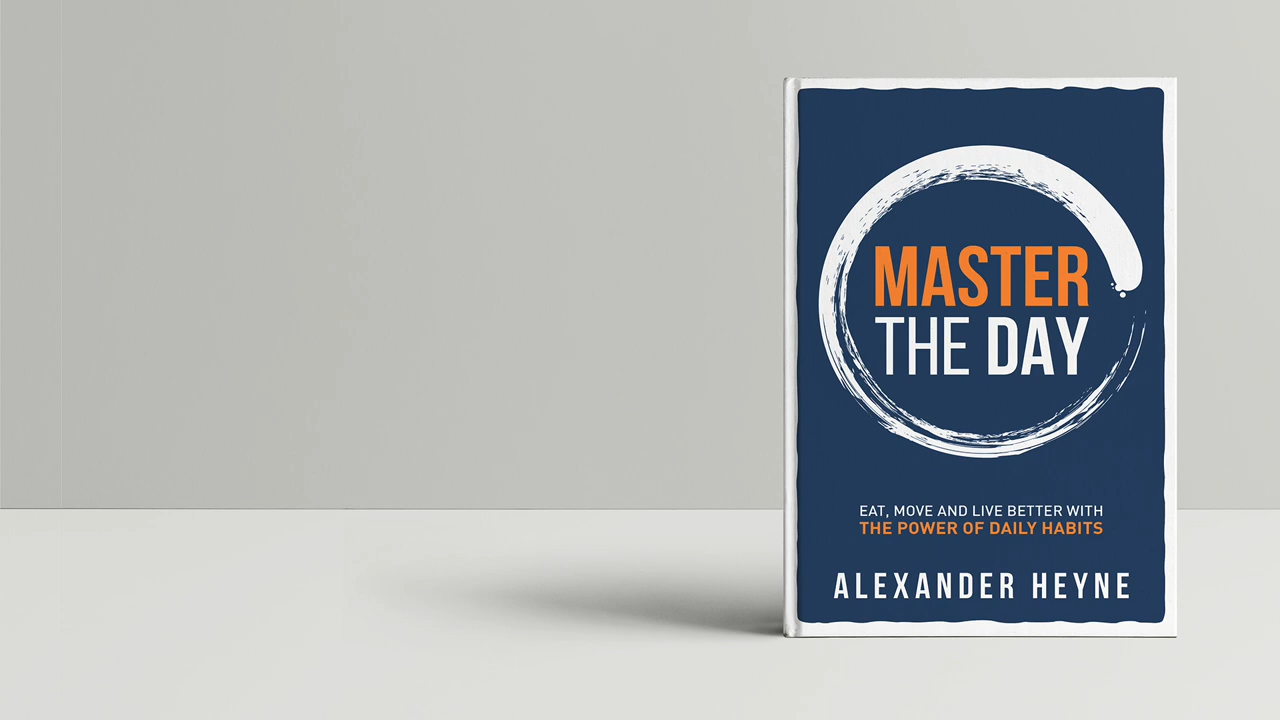 MASTER
THE DAY
EAT, MOVE AND LIVE BETTER WITH
THE POWER OF DAILY HABITS
ALEXANDER HEYNE